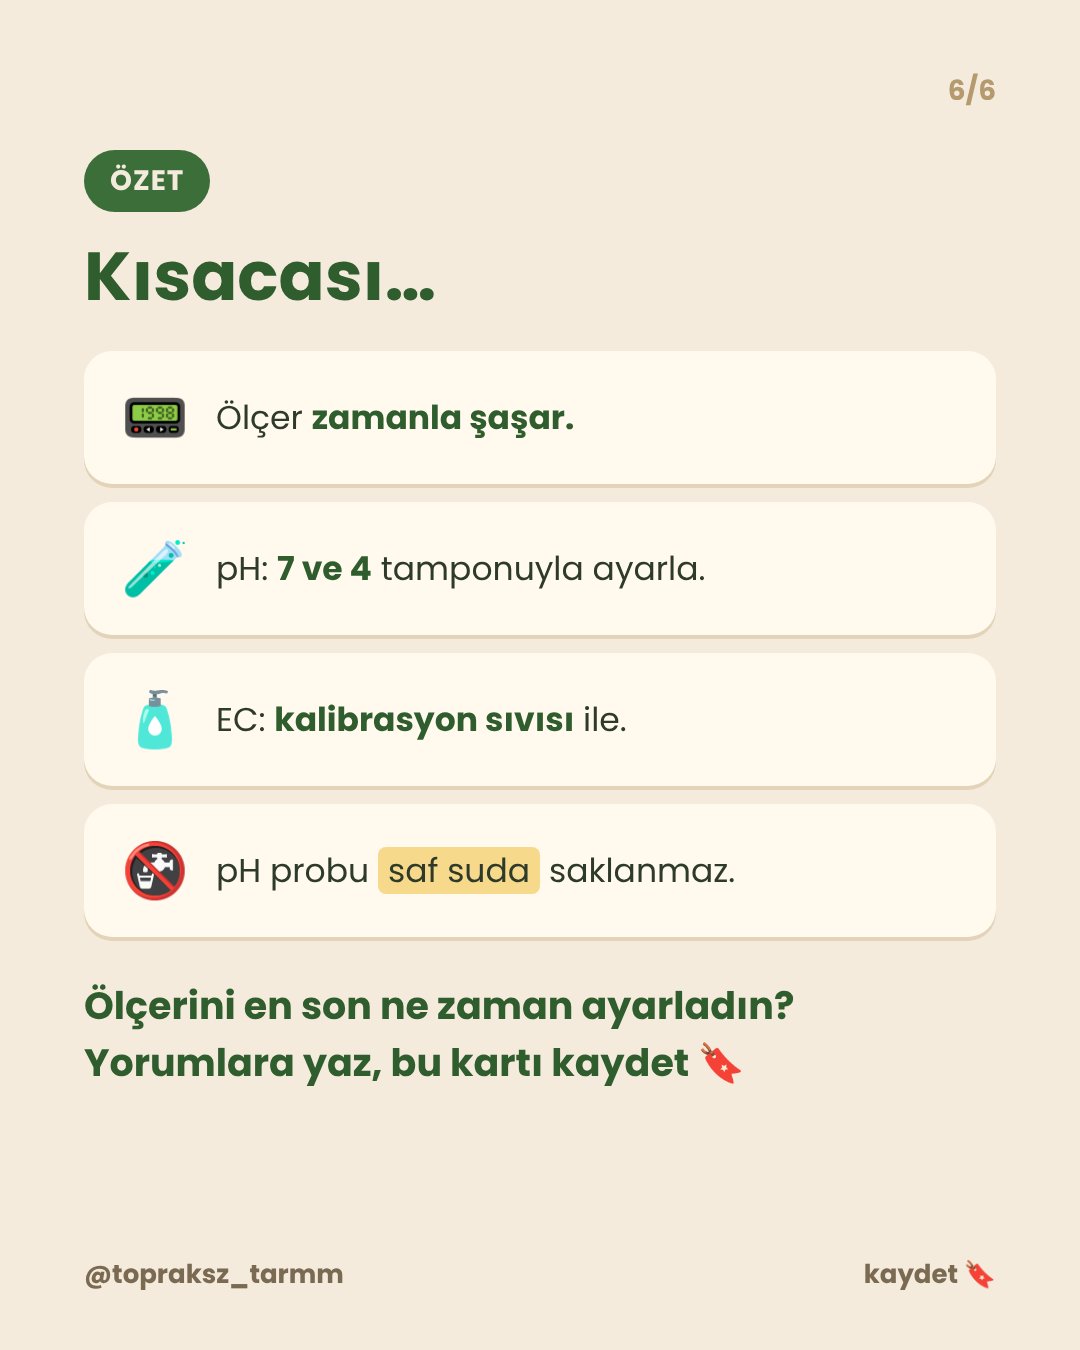 6/6
ÖZET
Kısacası...
1998
Ölçer zamanla şaşar.
pH: 7 ve 4 tamponuyla ayarla.
EC: kalibrasyon sıvısı ile.
pH probu saf suda saklanmaz.
Ölçerini en son ne zaman ayarladın?
Yorumlara yaz, bu kartı kaydet 🔖
@topraksz_tarmm
kaydet 🔖